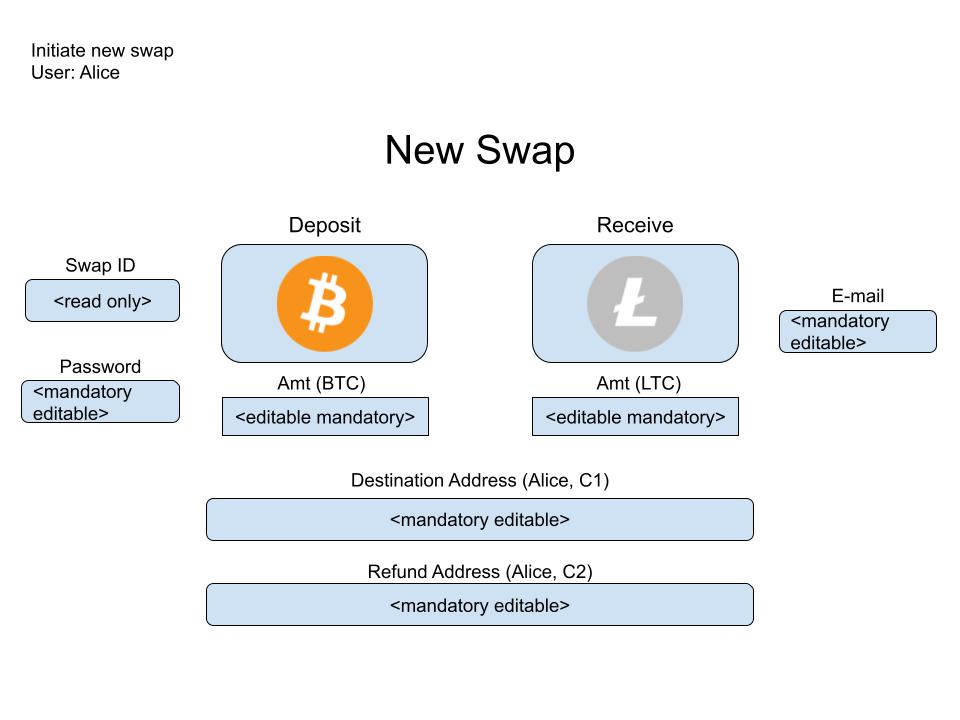 Initiate new swap
User: Alice
New Swap
Deposit
Receive
Swap ID
<read only>
E-mail
<mandatory
editable>
Password
<mandatory
editable>
Amt (BTC)
Amt (LTC)
<editable mandatory>
<editable mandatory>
Destination Address (Alice, C1)
<mandatory editable>
Refund Address (Alice, C2)
<mandatory editable>